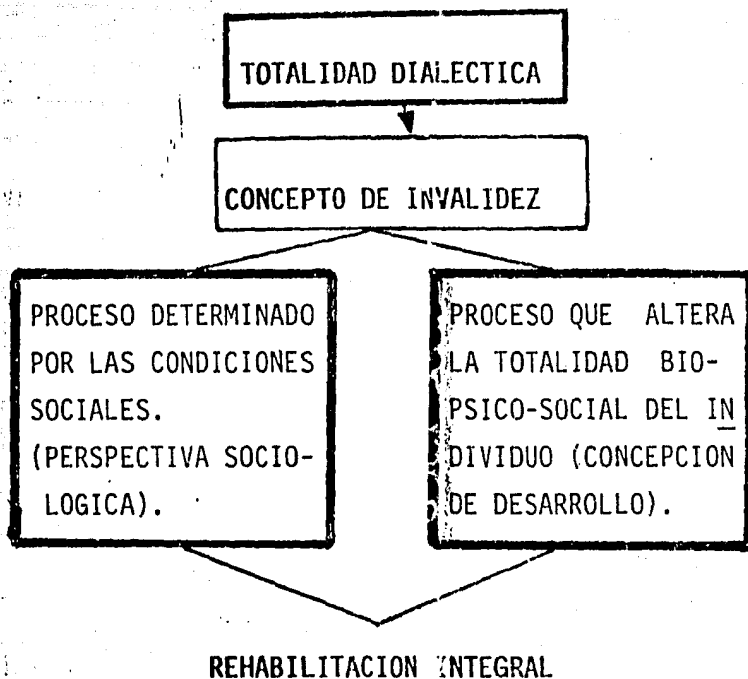 TOTALIDAD DIALECTICA
CONCEPTO DE INVALIDEZ
PROCESO DETERMINADO
POR LAS CONDICIONES
SOCIALES.
(PERSPECTIVA SOCIO-
LOGICA).
PROCESO QUE ALTERA
LA TOTALIDAD BIO-
PSICO-SOCIAL DEL IN
DIVIDUO (CONCEPCION
DE DESARROLLO).
REHABILITACION INTEGRAL